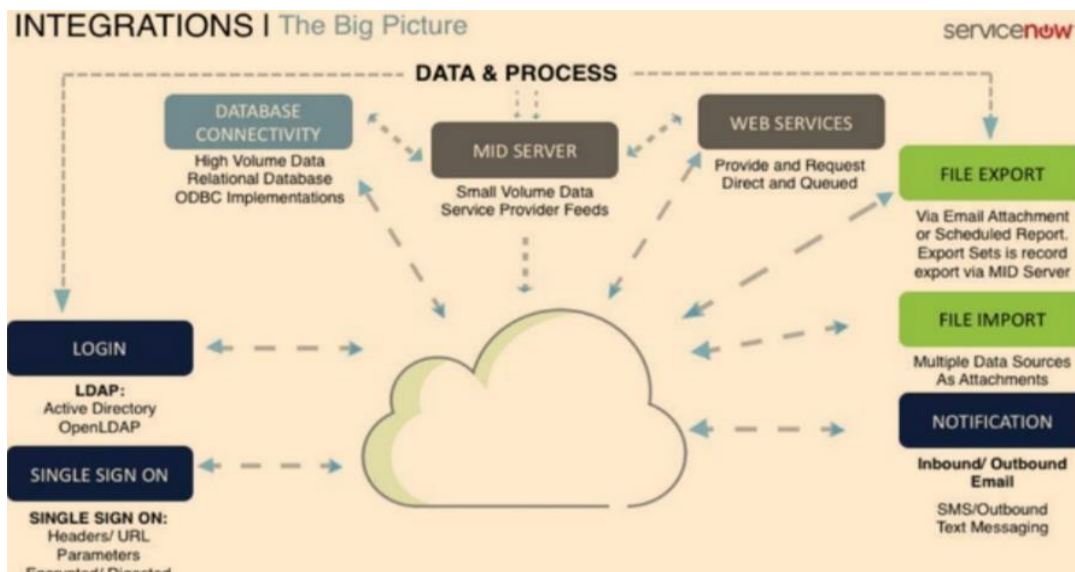 INTEGRATIONS | The Big Picture
servicenow
DATA & PROCESS
DATABASE
CONNECTIVITY
High Volume Data
Relational Database
ODBC Implementations
MID SERVER
Small Volume Data
Service Provider Feeds
WEB SERVICES
Provide and Request
Direct and Queued
FILE EXPORT
Via Email Attachment
or Scheduled Report.
Export Sets is record
export via MID Server
LOGIN
LDAP:
Active Directory
OpenLDAP
FILE IMPORT
Multiple Data Sources
As Attachments
SINGLE SIGN ON
SINGLE SIGN ON:
Headers/ URL
Parameters
Encrypted/ Digested
NOTIFICATION
Inbound/ Outbound
Email
SMS/Outbound
Text Messaging